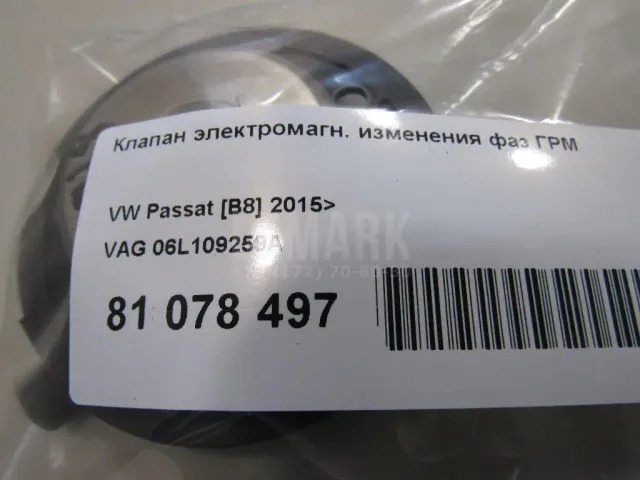 Клапан электромагн. изменения фаз ГРМ
VW Passat [B8] 2015>
VAG 06L109259A
81 078 497